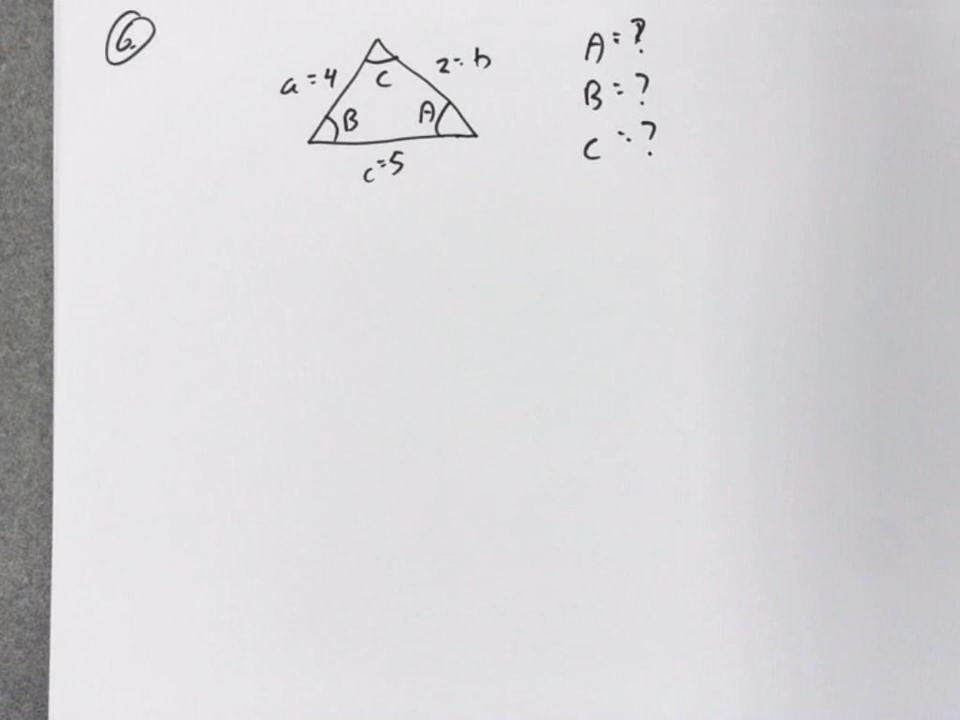 6.
a = 4
C
2 = b
B
A
c = 5
A = ?
B = ?
C = ?